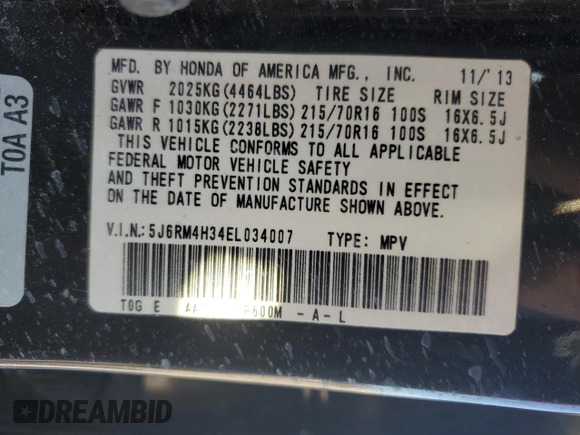 MFD. BY HONDA OF AMERICA MFG., INC. 11/'13
GVWR 2025KG(4464LBS) TIRE SIZE RIM SIZE
GAWR F 1030KG(2271LBS) 215/70R16 100S 16X6.5J
GAWR R 1015KG(2238LBS) 215/70R16 100S 16X6.5J
THIS VEHICLE CONFORMS TO ALL APPLICABLE
FEDERAL MOTOR VEHICLE SAFETY
AND THEFT PREVENTION STANDARDS IN EFFECT
ON THE DATE OF MANUFACTURE SHOWN ABOVE.
V.I.N.:5J6RM4H34EL034007 TYPE: MPV
T0G E 600M -A-L
T0A A3
DREAMBID